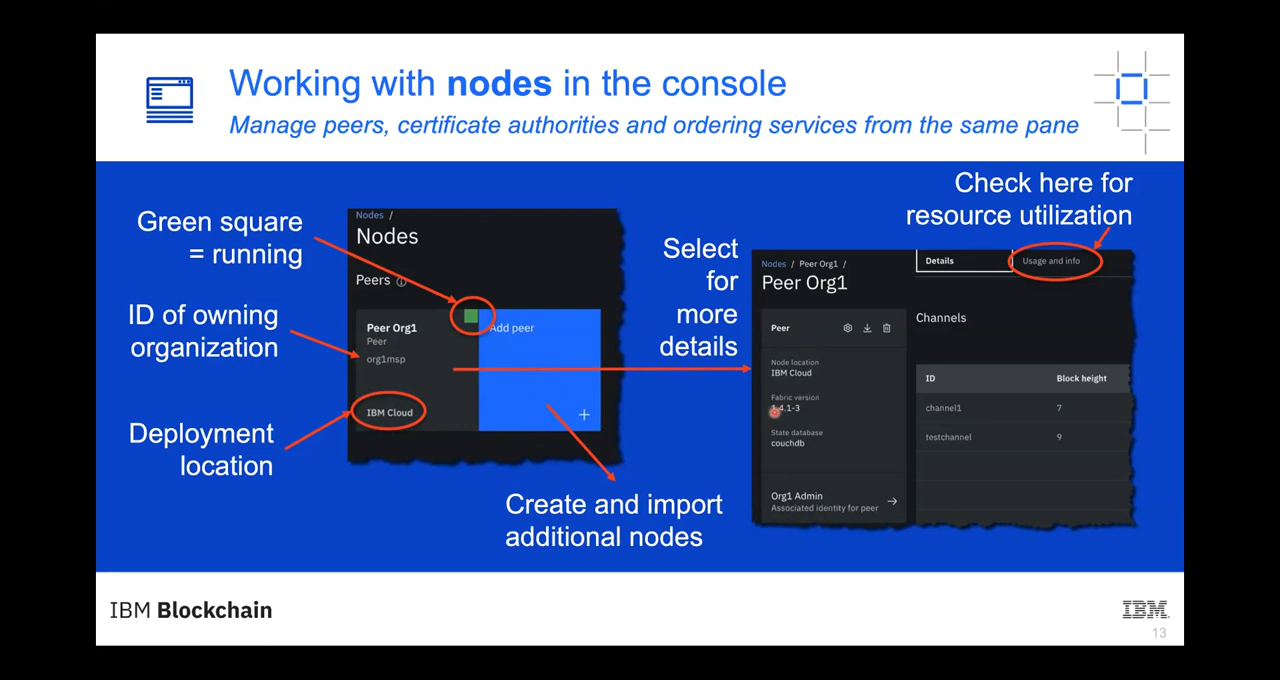 Working with nodes in the console
Manage peers, certificate authorities and ordering services from the same pane
Green square
= running
ID of owning
organization
Deployment
location
Nodes /
Nodes
Peers
Peer Org1
Peer
org1msp
IBM Cloud
Add peer
+
Create and import
additional nodes
Select
for
more
details
Check here for
resource utilization
Nodes / Peer Org1 /
Peer Org1
Peer
Node location
IBM Cloud
Fabric version
State database
couchdb
Org1 Admin
Associated identity for peer
Details
Usage and info
Channels
ID Block height
channel1 7
testchannel 9
IBM Blockchain
IBM
13